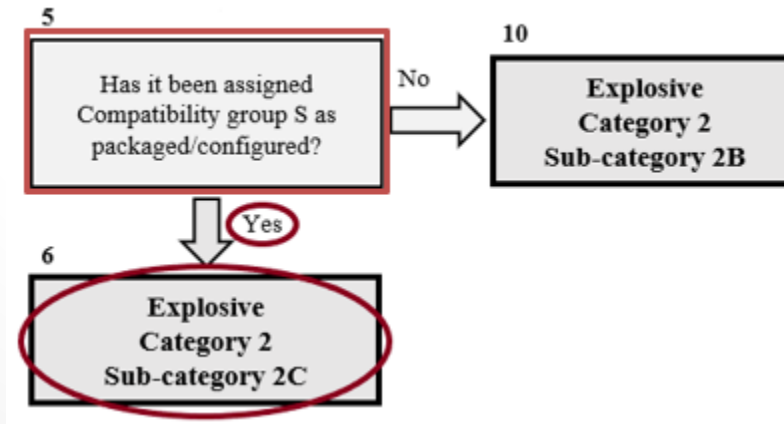 5
Has it been assigned
Compatibility group S as
packaged/configured?
No
10
Explosive
Category 2
Sub-category 2B
Yes
6
Explosive
Category 2
Sub-category 2C